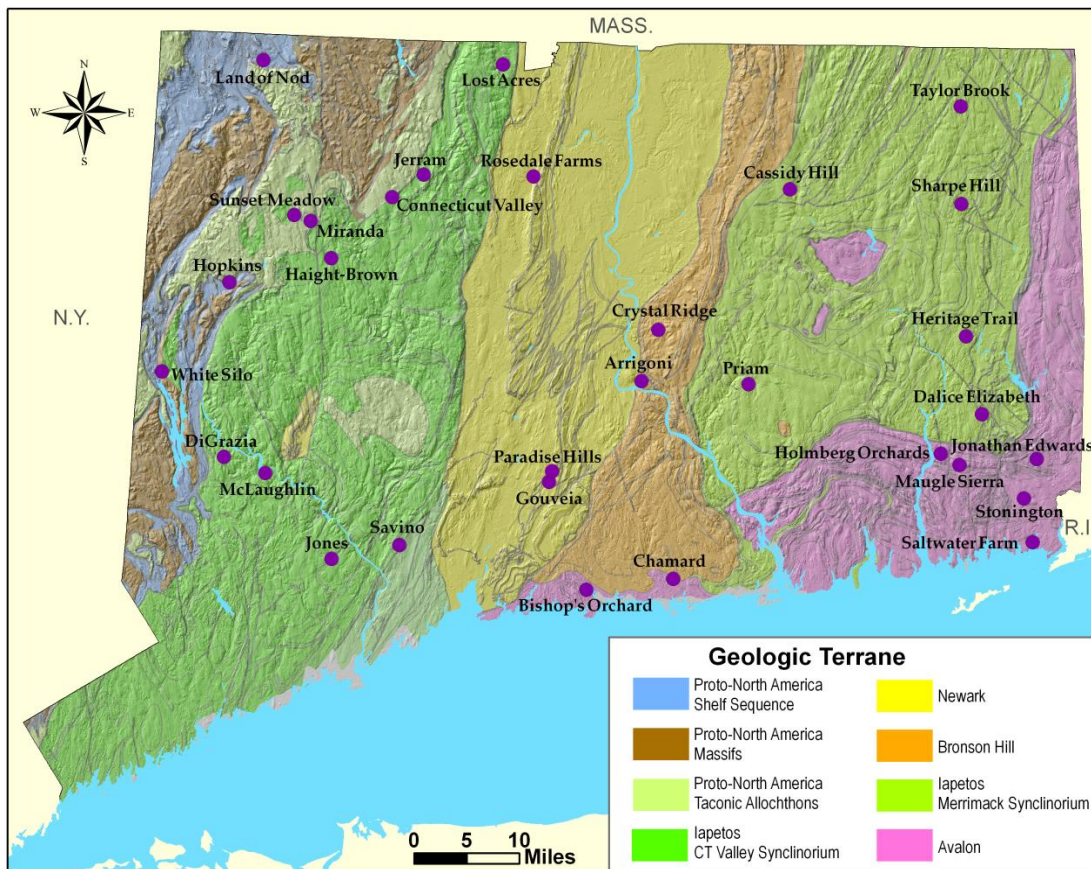 MASS.
N
W
E
S
Land of Nod
Lost Acres
Taylor Brook
Jerram
Rosedale Farms
Cassidy Hill
Sunset Meadow
Connecticut Valley
Sharpe Hill
Miranda
Haight-Brown
Hopkins
N.Y.
Crystal Ridge
Heritage Trail
White Silo
Arrigoni
Priam
Dalice Elizabeth
DiGrazia
Paradise Hills
Holmberg Orchards
Jonathan Edwards
McLaughlin
Gouveia
Maugle Sierra
Stonington
Savino
R.I
Jones
Saltwater Farm
Chamard
Bishop's Orchard
Geologic Terrane
Proto-North America
Shelf Sequence
Newark
Proto-North America
Massifs
Bronson Hill
Proto-North America
Taconic Allochthons
Iapetos
Merrimack Synclinorium
Iapetos
CT Valley Synclinorium
Avalon
0 5 10
Miles